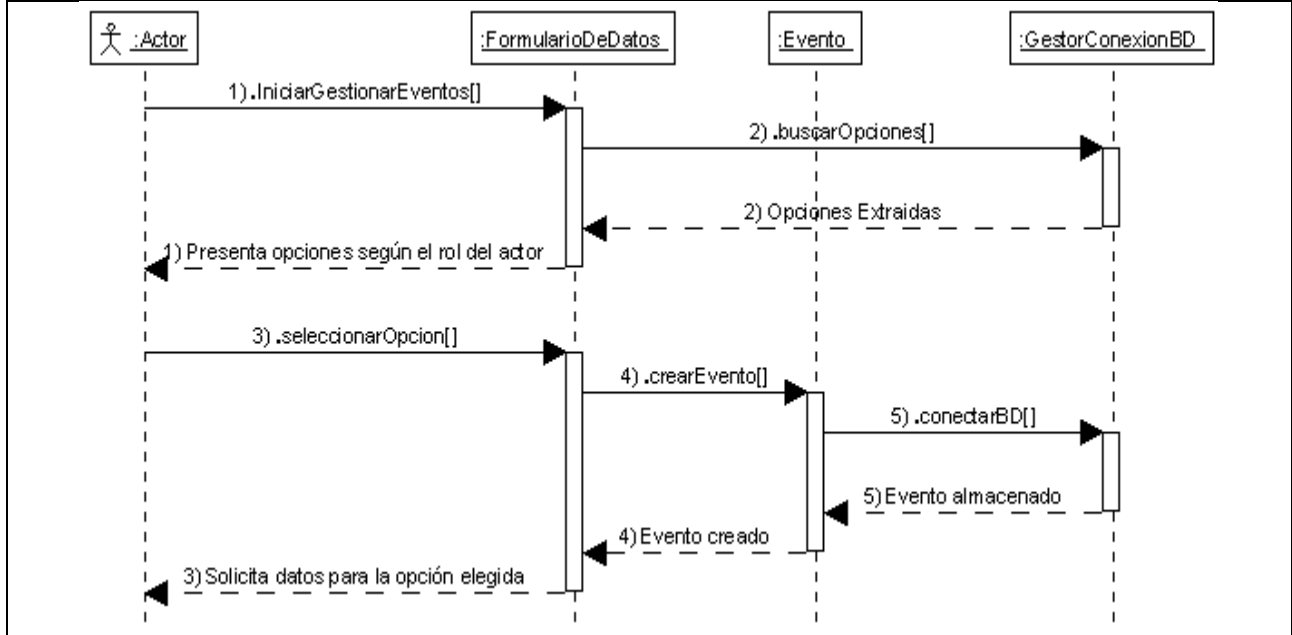 :Actor
:FormularioDeDatos
:Evento
:GestorConexionBD
1).IniciarGestionarEventos[]
2).buscarOpciones[]
2) Opciones Extraidas
1) Presenta opciones según el rol del actor
3).seleccionarOpcion[]
4).crearEvento[]
5).conectarBD[]
5)Evento almacenado
4)Evento creado
3)Solicita datos para la opción elegida